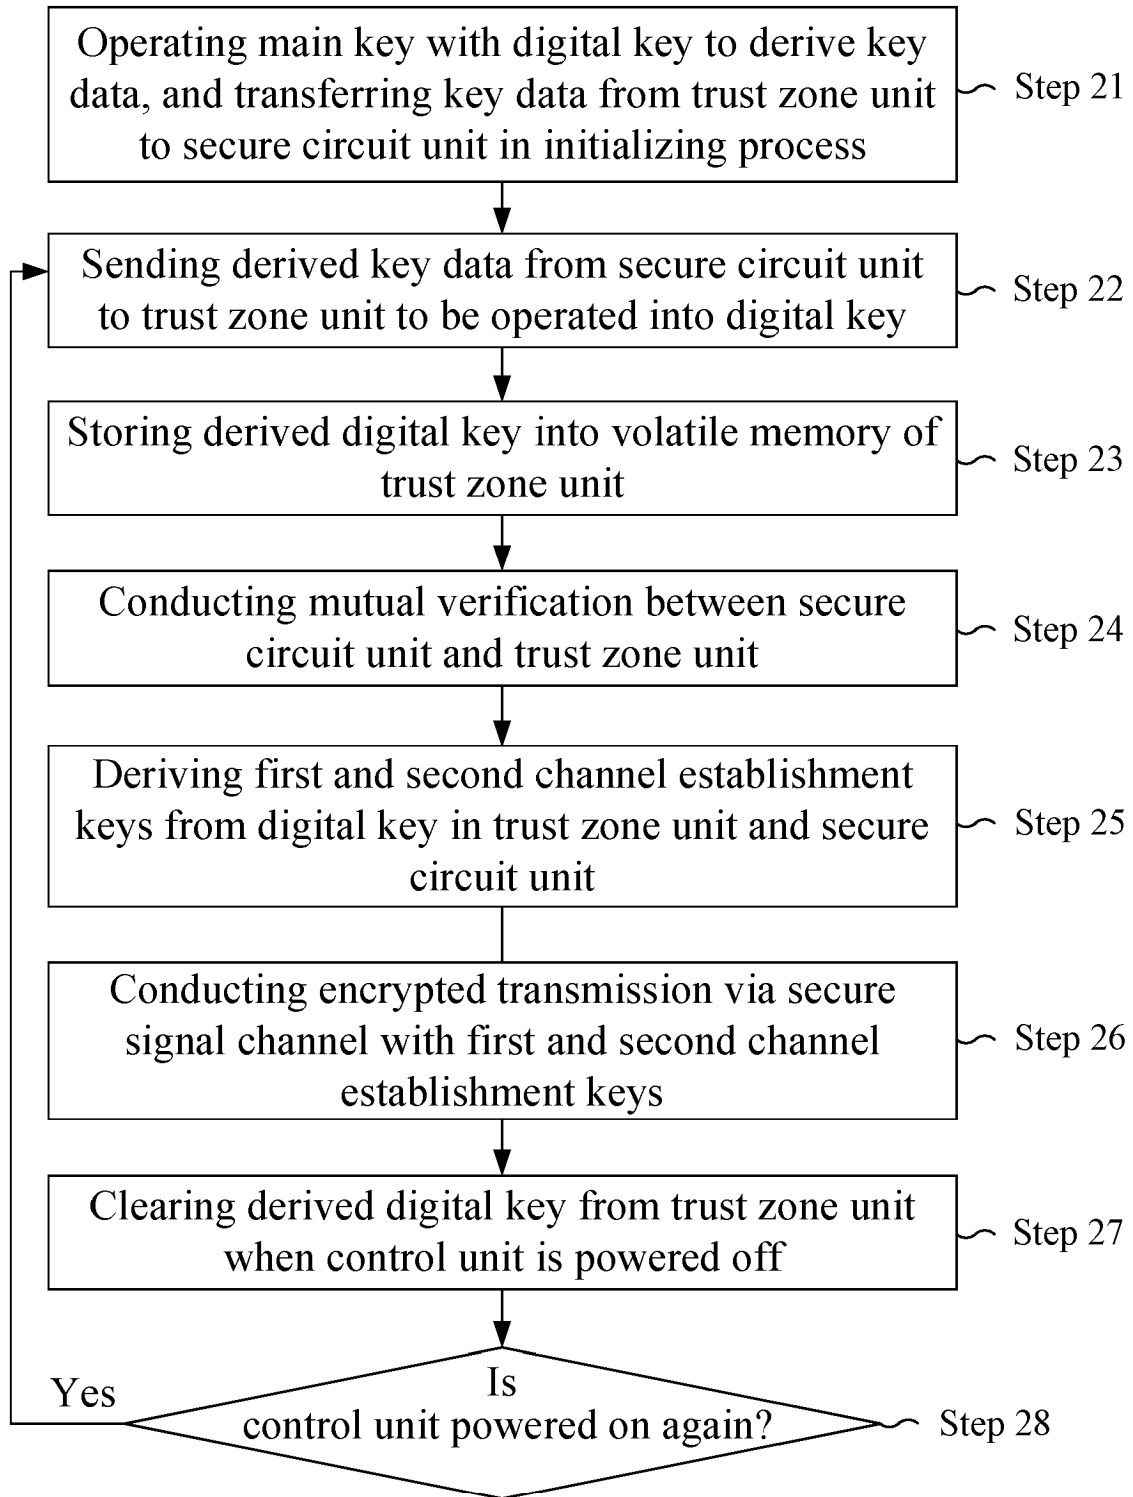 Operating main key with digital key to derive key
data, and transferring key data from trust zone unit
to secure circuit unit in initializing process
Step 21
Sending derived key data from secure circuit unit
to trust zone unit to be operated into digital key
Step 22
Storing derived digital key into volatile memory of
trust zone unit
Step 23
Conducting mutual verification between secure
circuit unit and trust zone unit
Step 24
Deriving first and second channel establishment
keys from digital key in trust zone unit and secure
circuit unit
Step 25
Conducting encrypted transmission via secure
signal channel with first and second channel
establishment keys
Step 26
Clearing derived digital key from trust zone unit
when control unit is powered off
Step 27
Yes
Is
control unit powered on again?
Step 28